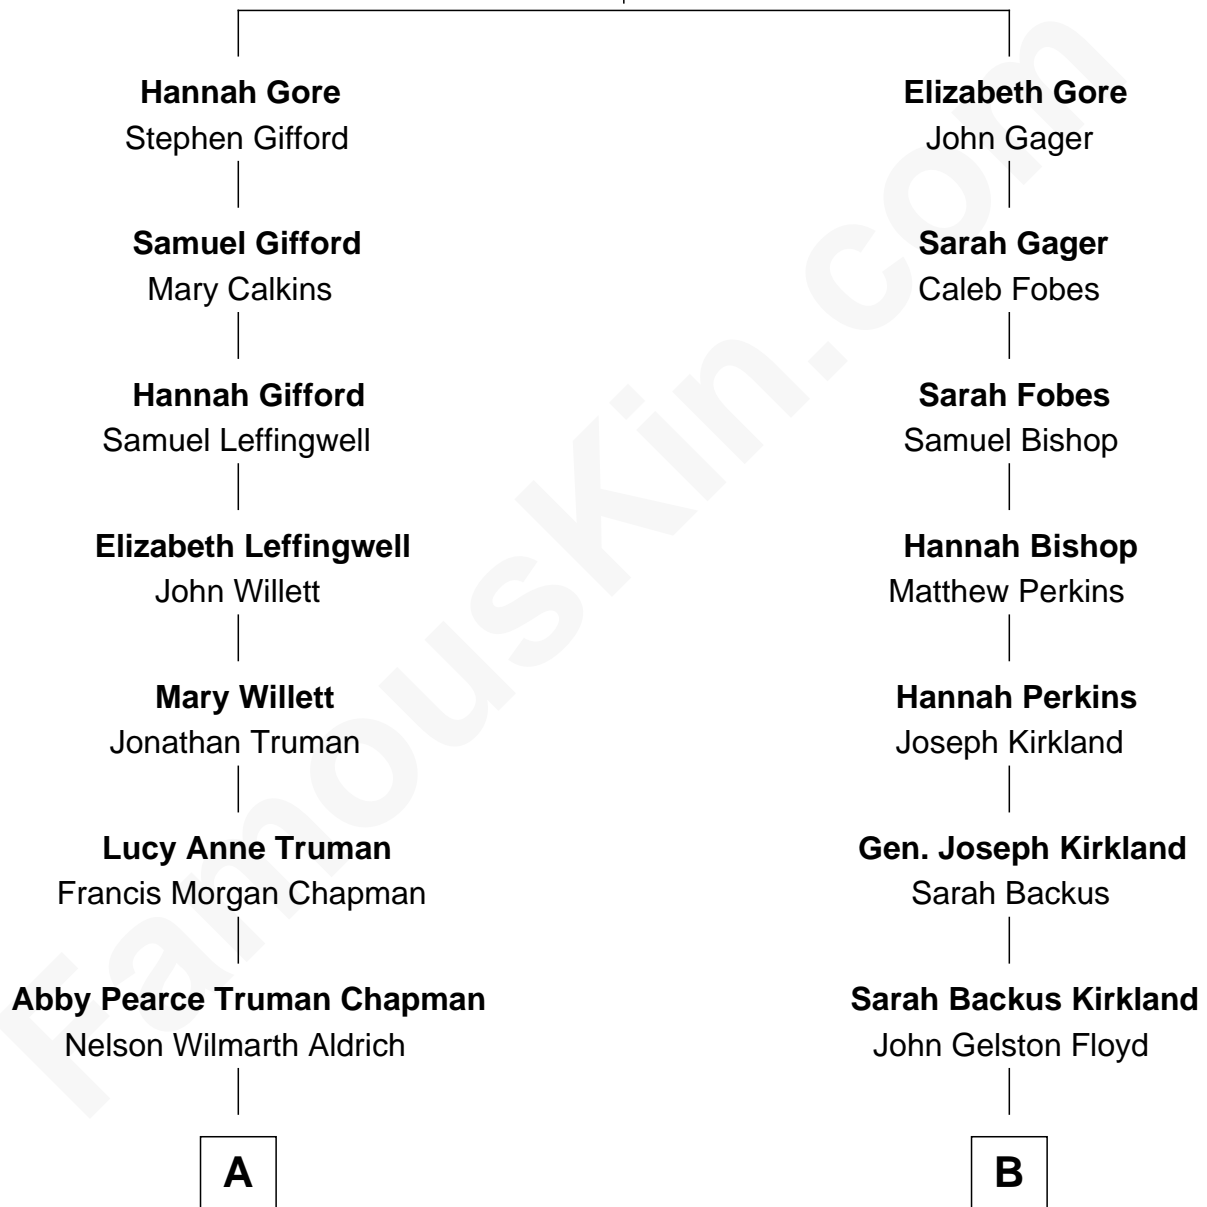 Hannah Gore
Stephen Gifford
Samuel Gifford
Mary Calkins
Hannah Gifford
Samuel Leffingwell
Elizabeth Leffingwell
John Willett
Mary Willett
Jonathan Truman
Lucy Anne Truman
Francis Morgan Chapman
Abby Pearce Truman Chapman
Nelson Wilmarth Aldrich
A
Elizabeth Gore
John Gager
Sarah Gager
Caleb Fobes
Sarah Fobes
Samuel Bishop
Hannah Bishop
Matthew Perkins
Hannah Perkins
Joseph Kirkland
Gen. Joseph Kirkland
Sarah Backus
Sarah Backus Kirkland
John Gelston Floyd
B
FamousKin.com